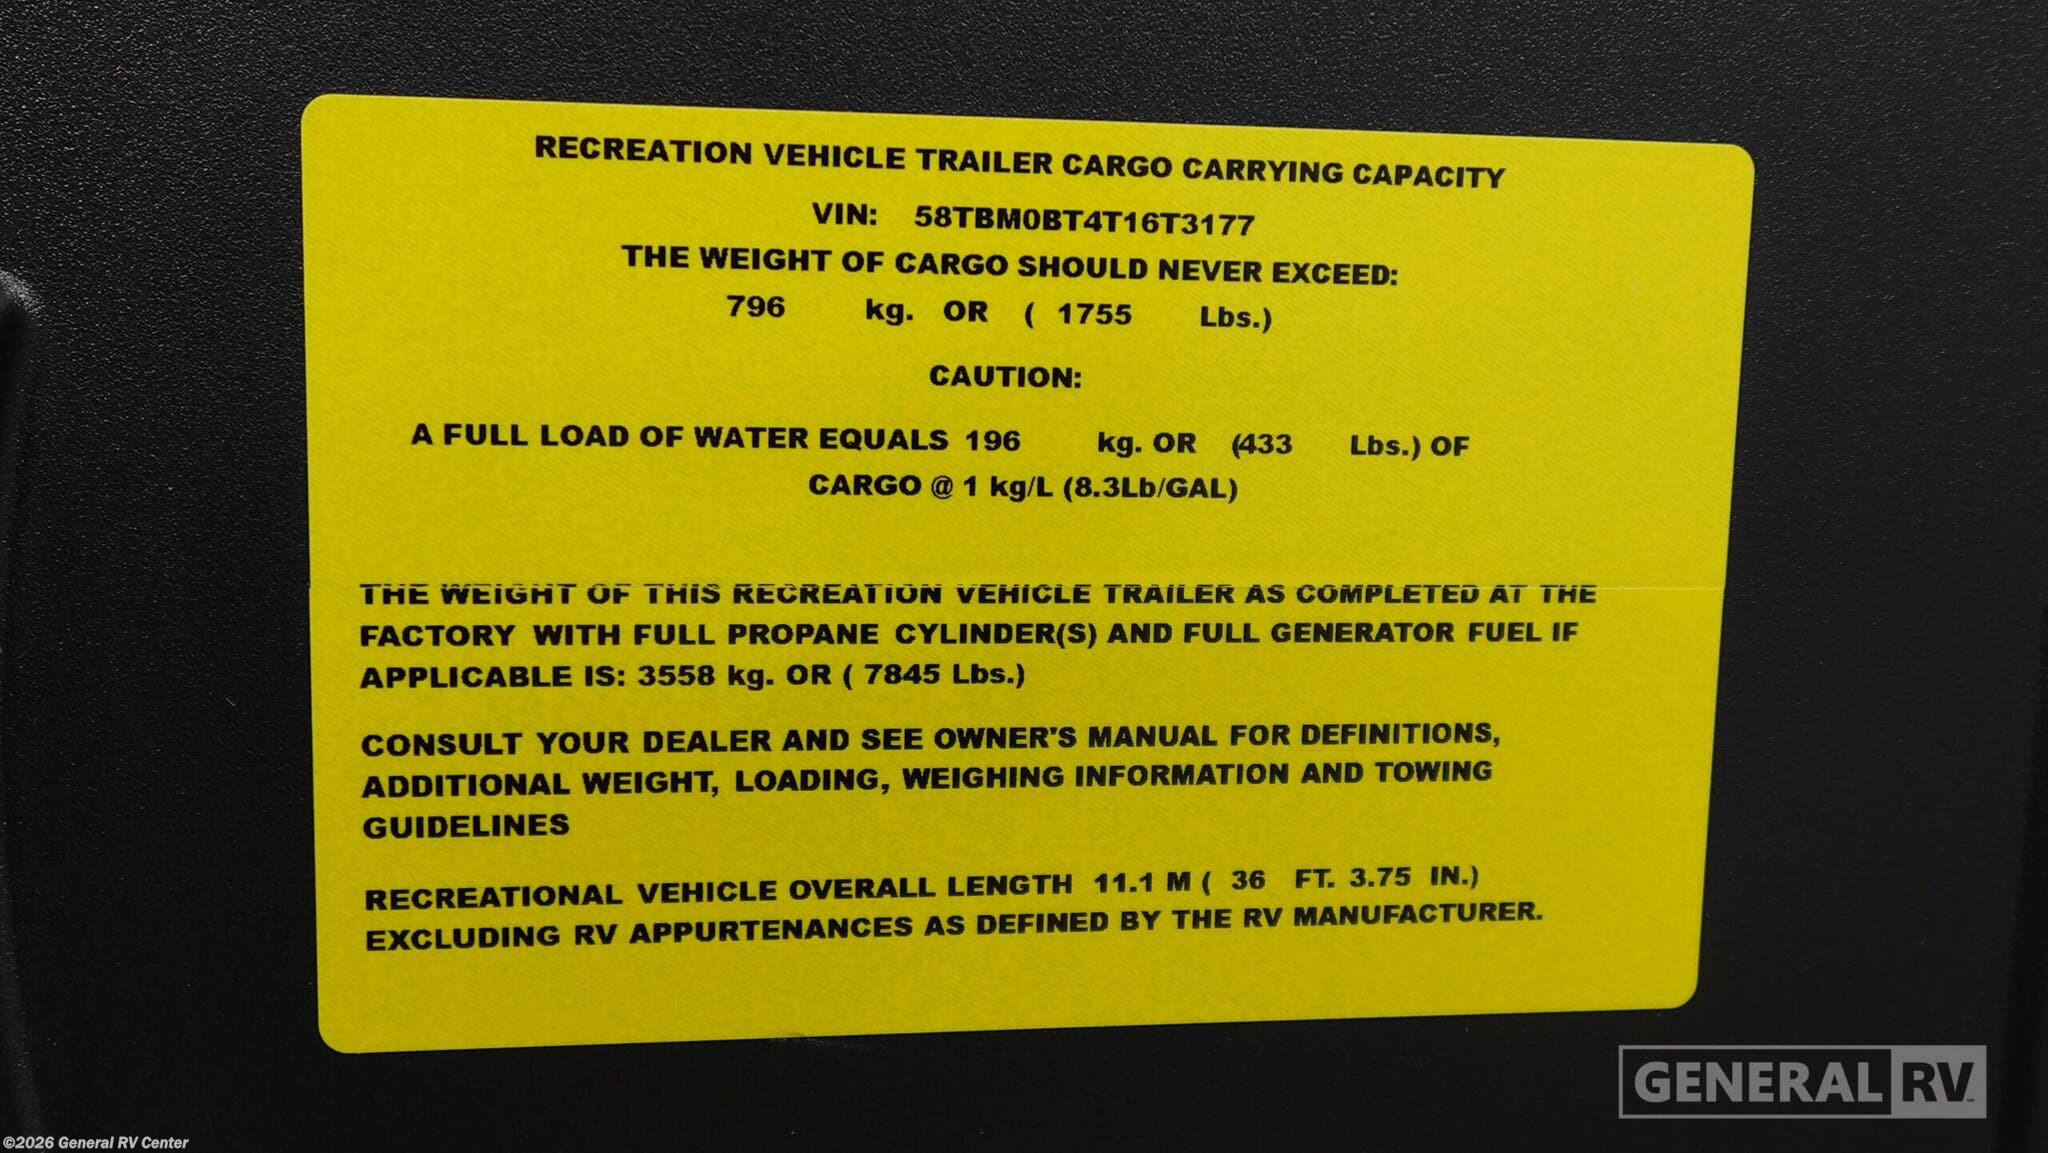 RECREATION VEHICLE TRAILER CARGO CARRYING CAPACITY
VIN: 58TBM0BT4T16T3177
THE WEIGHT OF CARGO SHOULD NEVER EXCEED:
796 kg. OR ( 1755 Lbs.)
CAUTION:
A FULL LOAD OF WATER EQUALS 196 kg. OR (433 Lbs.) OF
CARGO @ 1 kg/L (8.3Lb/GAL)
THE WEIGHT OF THIS RECREATION VEHICLE TRAILER AS COMPLETED AT THE
FACTORY WITH FULL PROPANE CYLINDER(S) AND FULL GENERATOR FUEL IF
APPLICABLE IS: 3558 kg. OR ( 7845 Lbs.)
CONSULT YOUR DEALER AND SEE OWNER'S MANUAL FOR DEFINITIONS,
ADDITIONAL WEIGHT, LOADING, WEIGHING INFORMATION AND TOWING
GUIDELINES
RECREATIONAL VEHICLE OVERALL LENGTH 11.1 M ( 36 FT. 3.75 IN.)
EXCLUDING RV APPURTENANCES AS DEFINED BY THE RV MANUFACTURER.
GENERAL RV
©2026 General RV Center